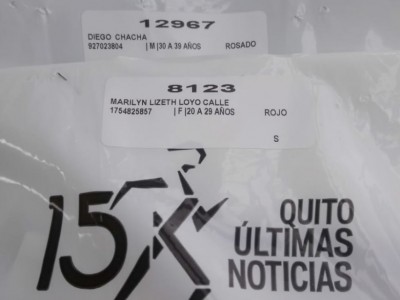 12967
DIEGO CHACHA
927023804 | M |30 A 39 AÑOS ROSADO
8123
MARILYN LIZETH LOYO CALLE
1754825857 | F |20 A 29 AÑOS ROJO
S
15K
QUITO
ÚLTIMAS
NOTICIAS